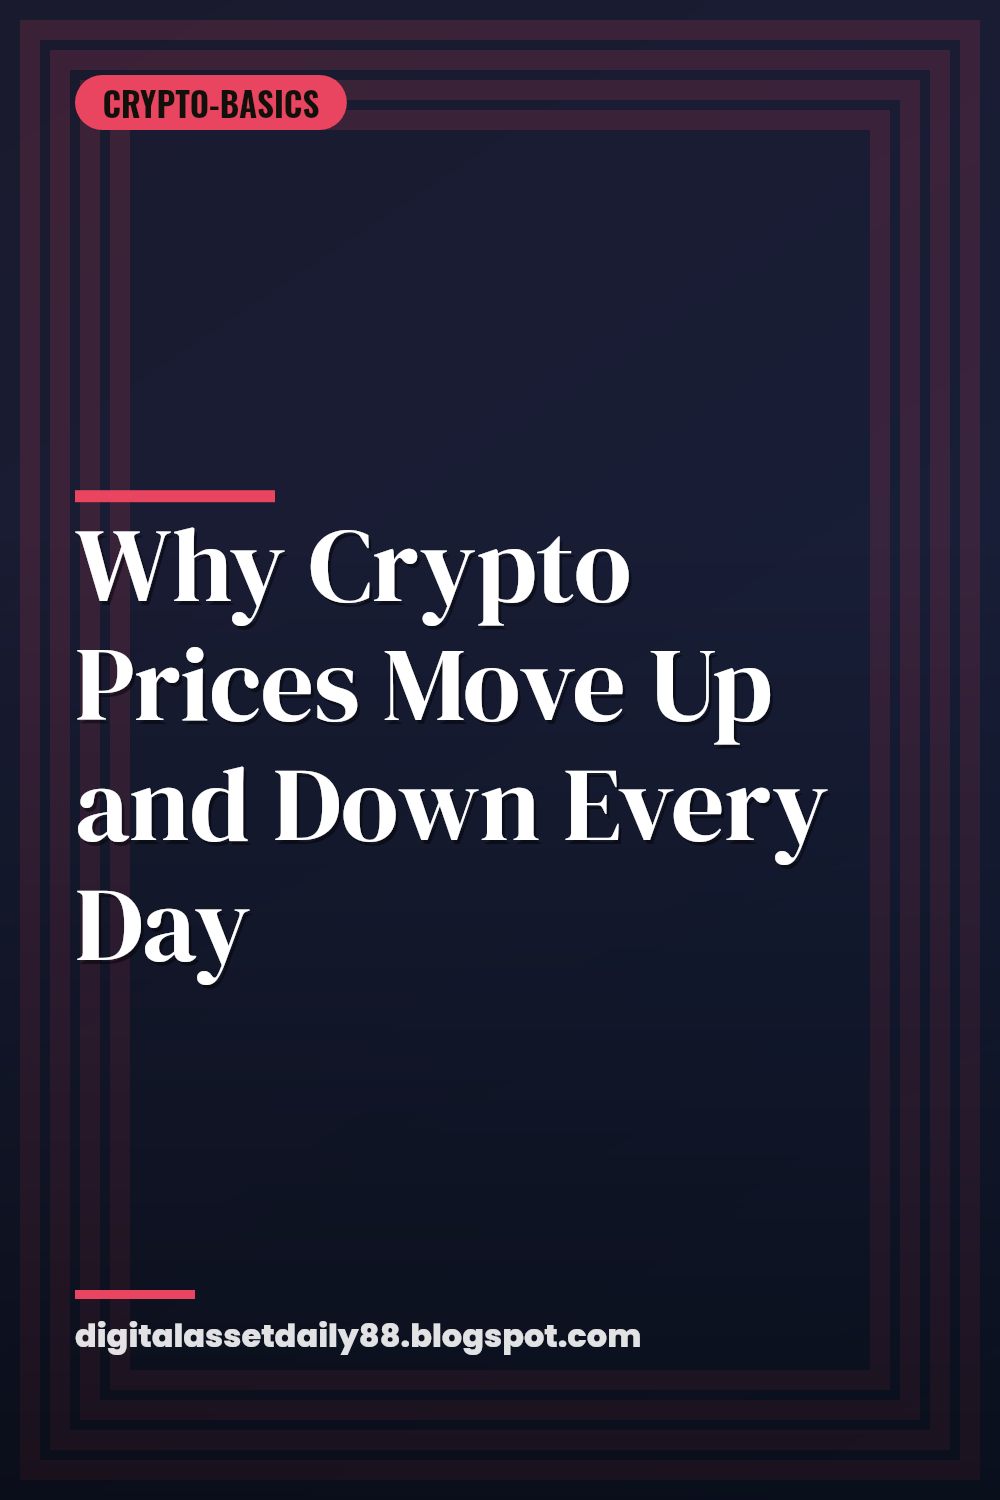 CRYPTO-BASICS
Why Crypto
Prices Move Up
and Down Every
Day
digitalassetdaily88.blogspot.com